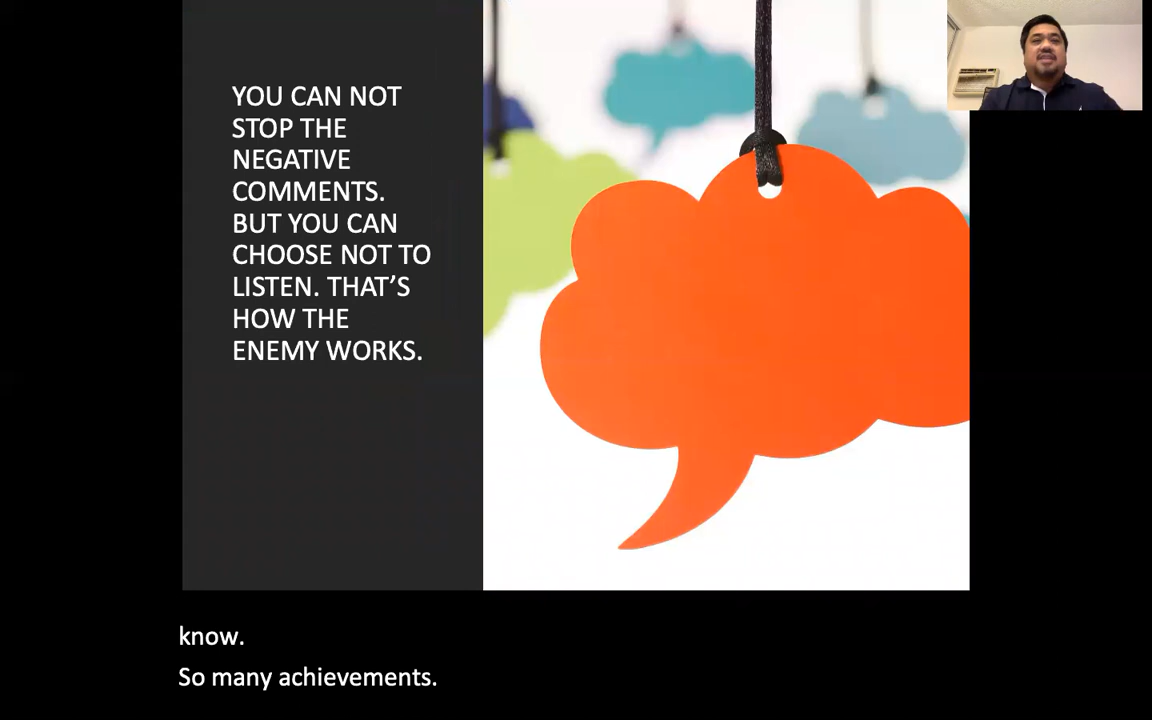 YOU CAN NOT
STOP THE
NEGATIVE
COMMENTS.
BUT YOU CAN
CHOOSE NOT TO
LISTEN. THAT’S
HOW THE
ENEMY WORKS.
know.
So many achievements.